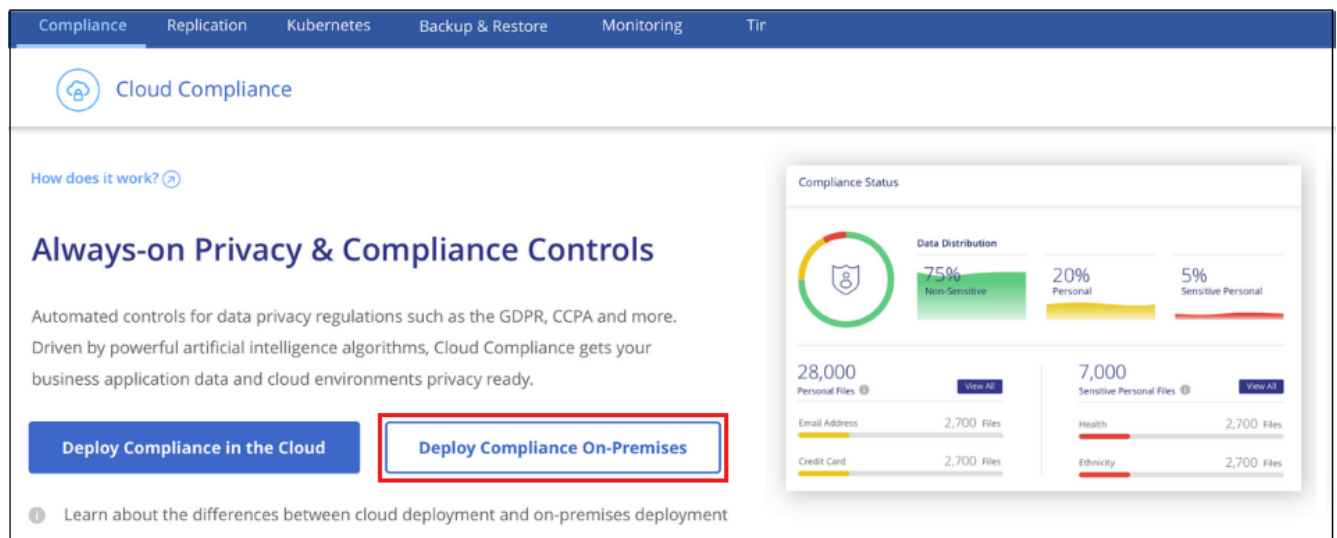 Compliance Replication Kubernetes Backup & Restore Monitoring
Cloud Compliance
How does it work?
Always-on Privacy & Compliance Controls
Automated controls for data privacy regulations such as the GDPR, CCPA and more.
Driven by powerful artificial intelligence algorithms, Cloud Compliance gets your
business application data and cloud environments privacy ready.
Deploy Compliance in the Cloud Deploy Compliance On-Premises
Learn about the differences between cloud deployment and on-premises deployment
Compliance Status
Data Distribution
75% 20% 5%
Non-Sensitive Personal Sensitive Personal
28,000 7,000
Personal Files View All Sensitive Personal Files View All
Email Address 2,700 Files Health 2,700 Files
Credit Card 2,700 Files Ethnicity 2,700 Files